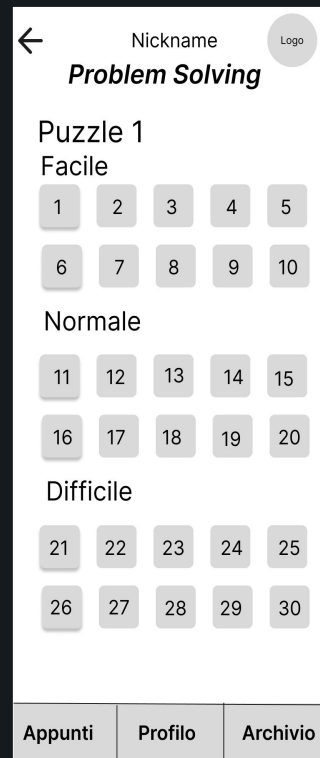 Nickname Logo
Problem Solving
Puzzle 1
Facile
1 2 3 4 5
6 7 8 9 10
Normale
11 12 13 14 15
16 17 18 19 20
Difficile
21 22 23 24 25
26 27 28 29 30
Appunti Profilo Archivio